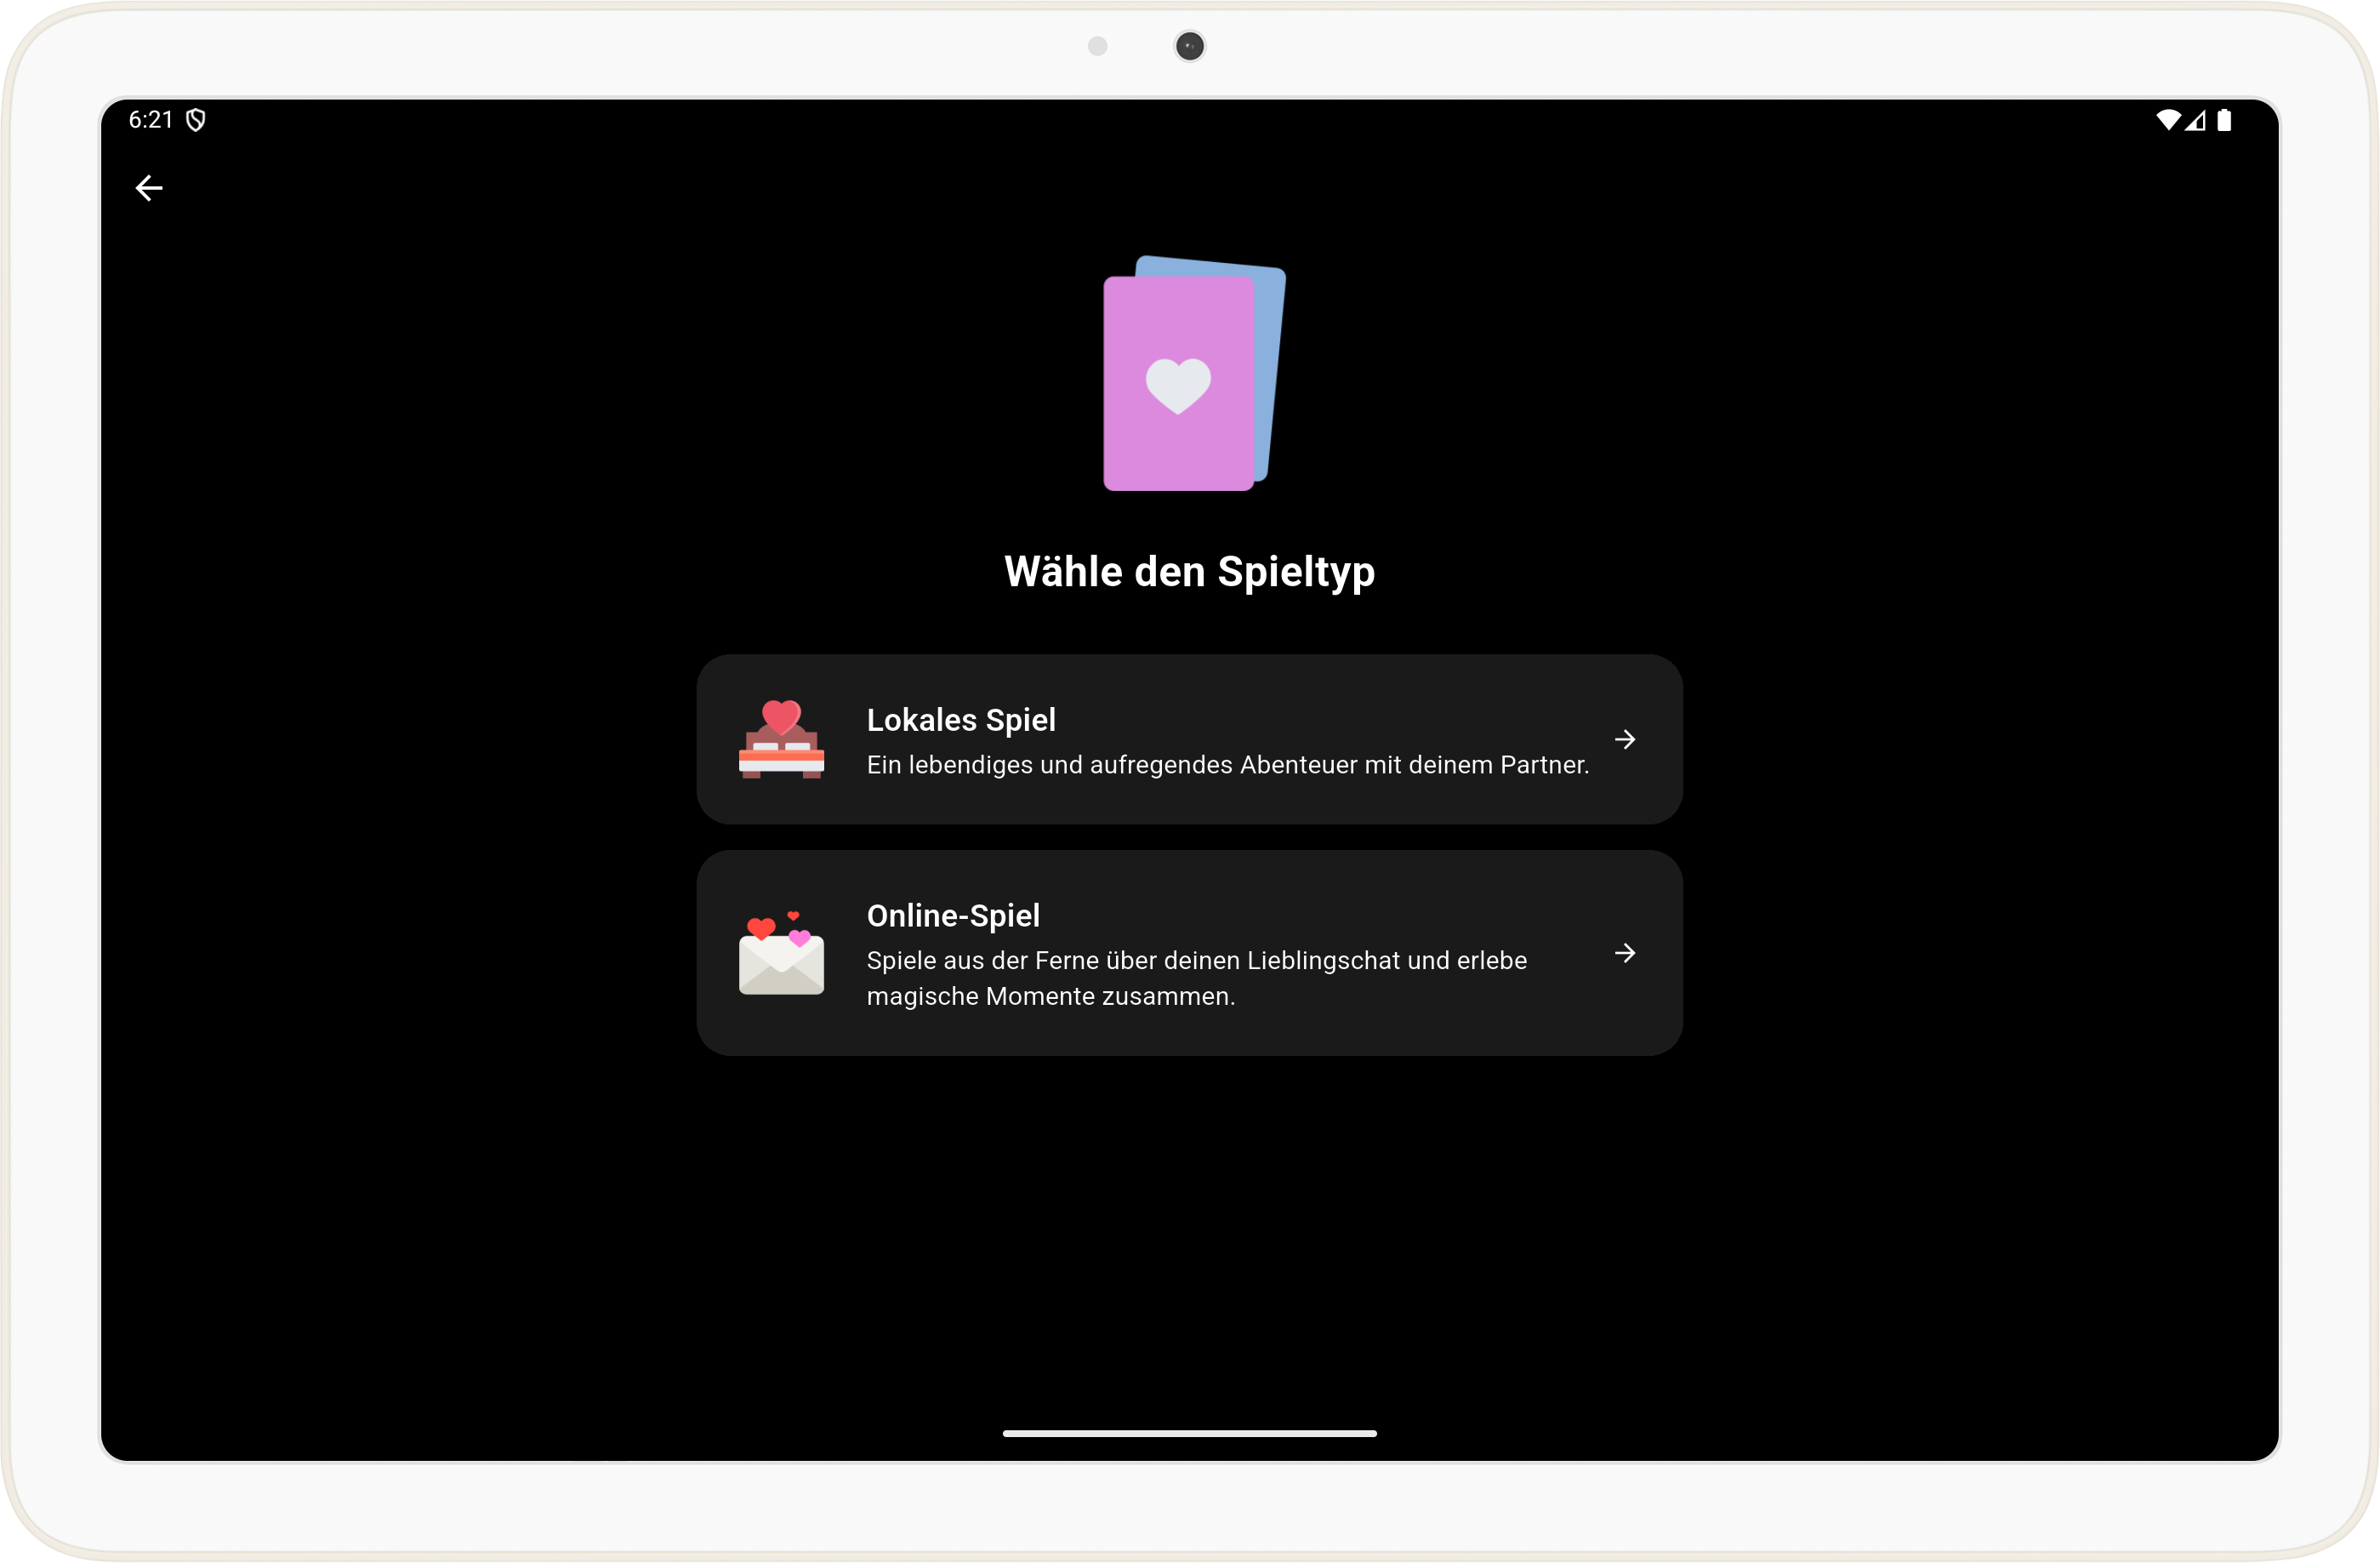 6:21
Wähle den Spieltyp
Lokales Spiel
Ein lebendiges und aufregendes Abenteuer mit deinem Partner.
Online-Spiel
Spiele aus der Ferne über deinen Lieblingschat und erlebe
magische Momente zusammen.